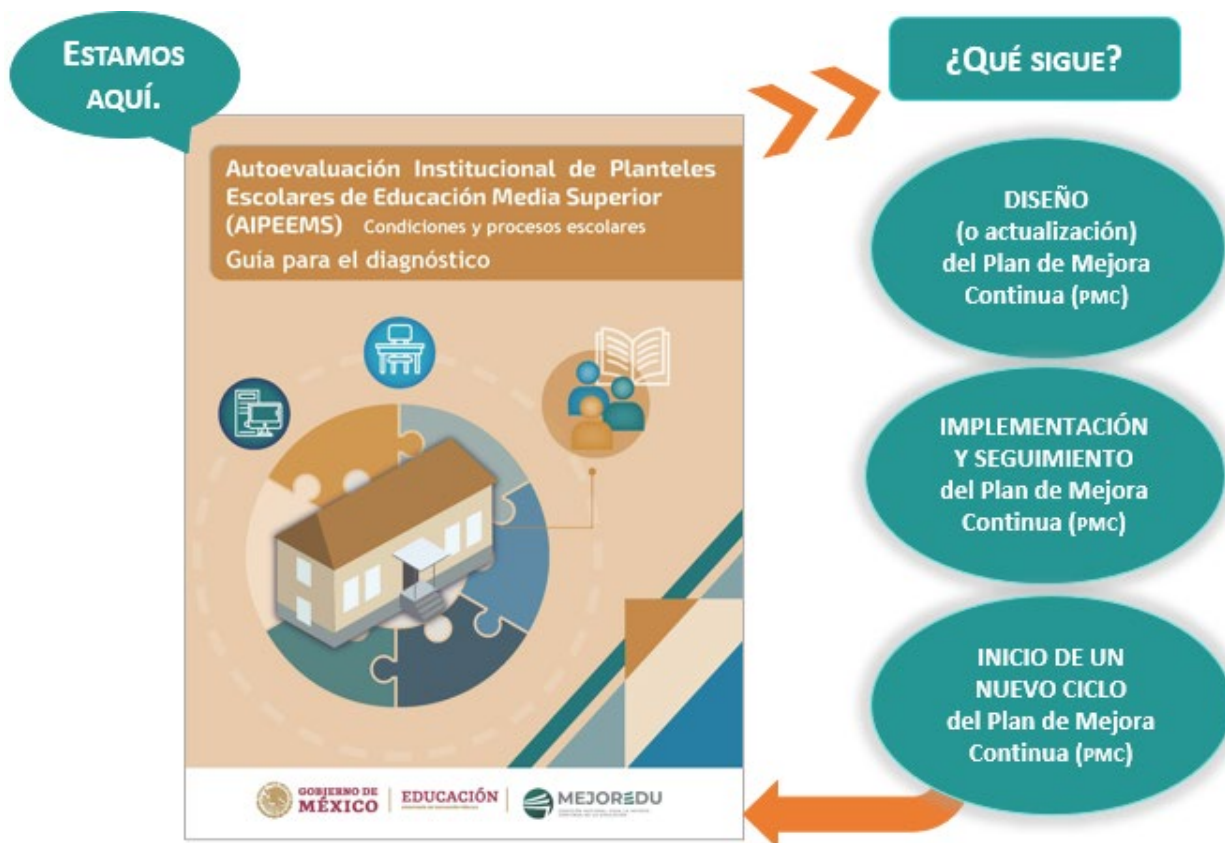 ESTAMOS
AQUÍ.
¿QUÉ SIGUE?
Autoevaluación Institucional de Planteles
Escolares de Educación Media Superior
(AIPEEMS) Condiciones y procesos escolares
Guía para el diagnóstico
DISEÑO
(o actualización)
del Plan de Mejora
Continua (PMC)
IMPLEMENTACIÓN
Y SEGUIMIENTO
del Plan de Mejora
Continua (PMC)
INICIO DE UN
NUEVO CICLO
del Plan de Mejora
Continua (PMC)
GOBIERNO DE
MÉXICO
EDUCACIÓN
MEJOREDU